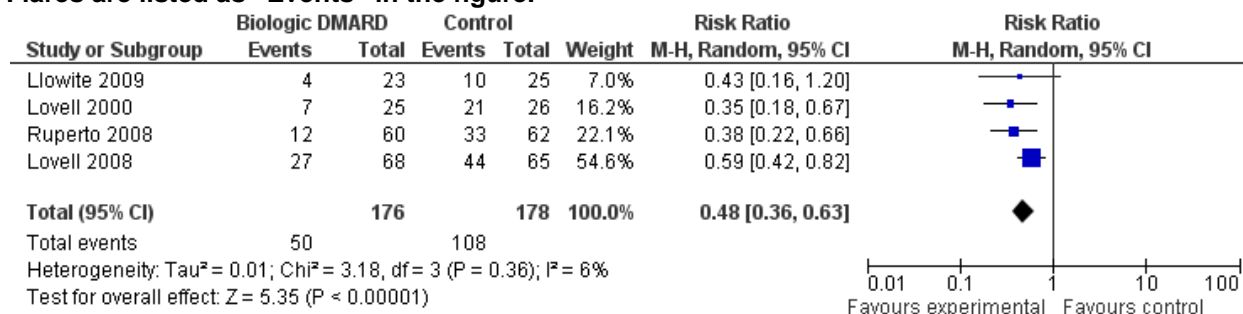 Flares are listed as "Events" in the figure.
Biologic DMARD Control Risk Ratio Risk Ratio
Study or Subgroup Events Total Events Total Weight M-H, Random, 95% CI M-H, Random, 95% CI
Llowite 2009 4 23 10 25 7.0% 0.43 [0.16, 1.20]
Lovell 2000 7 25 21 26 16.2% 0.35 [0.18, 0.67]
Ruperto 2008 12 60 33 62 22.1% 0.38 [0.22, 0.66]
Lovell 2008 27 68 44 65 54.6% 0.59 [0.42, 0.82]
Total (95% CI) 176 178 100.0% 0.48 [0.36, 0.63]
Total events 50 108
Heterogeneity: Tau² = 0.01; Chi² = 3.18, df = 3 (P = 0.36); I² = 6%
Test for overall effect: Z = 5.35 (P < 0.00001)
0.01 0.1 1 10 100
Favours experimental Favours control